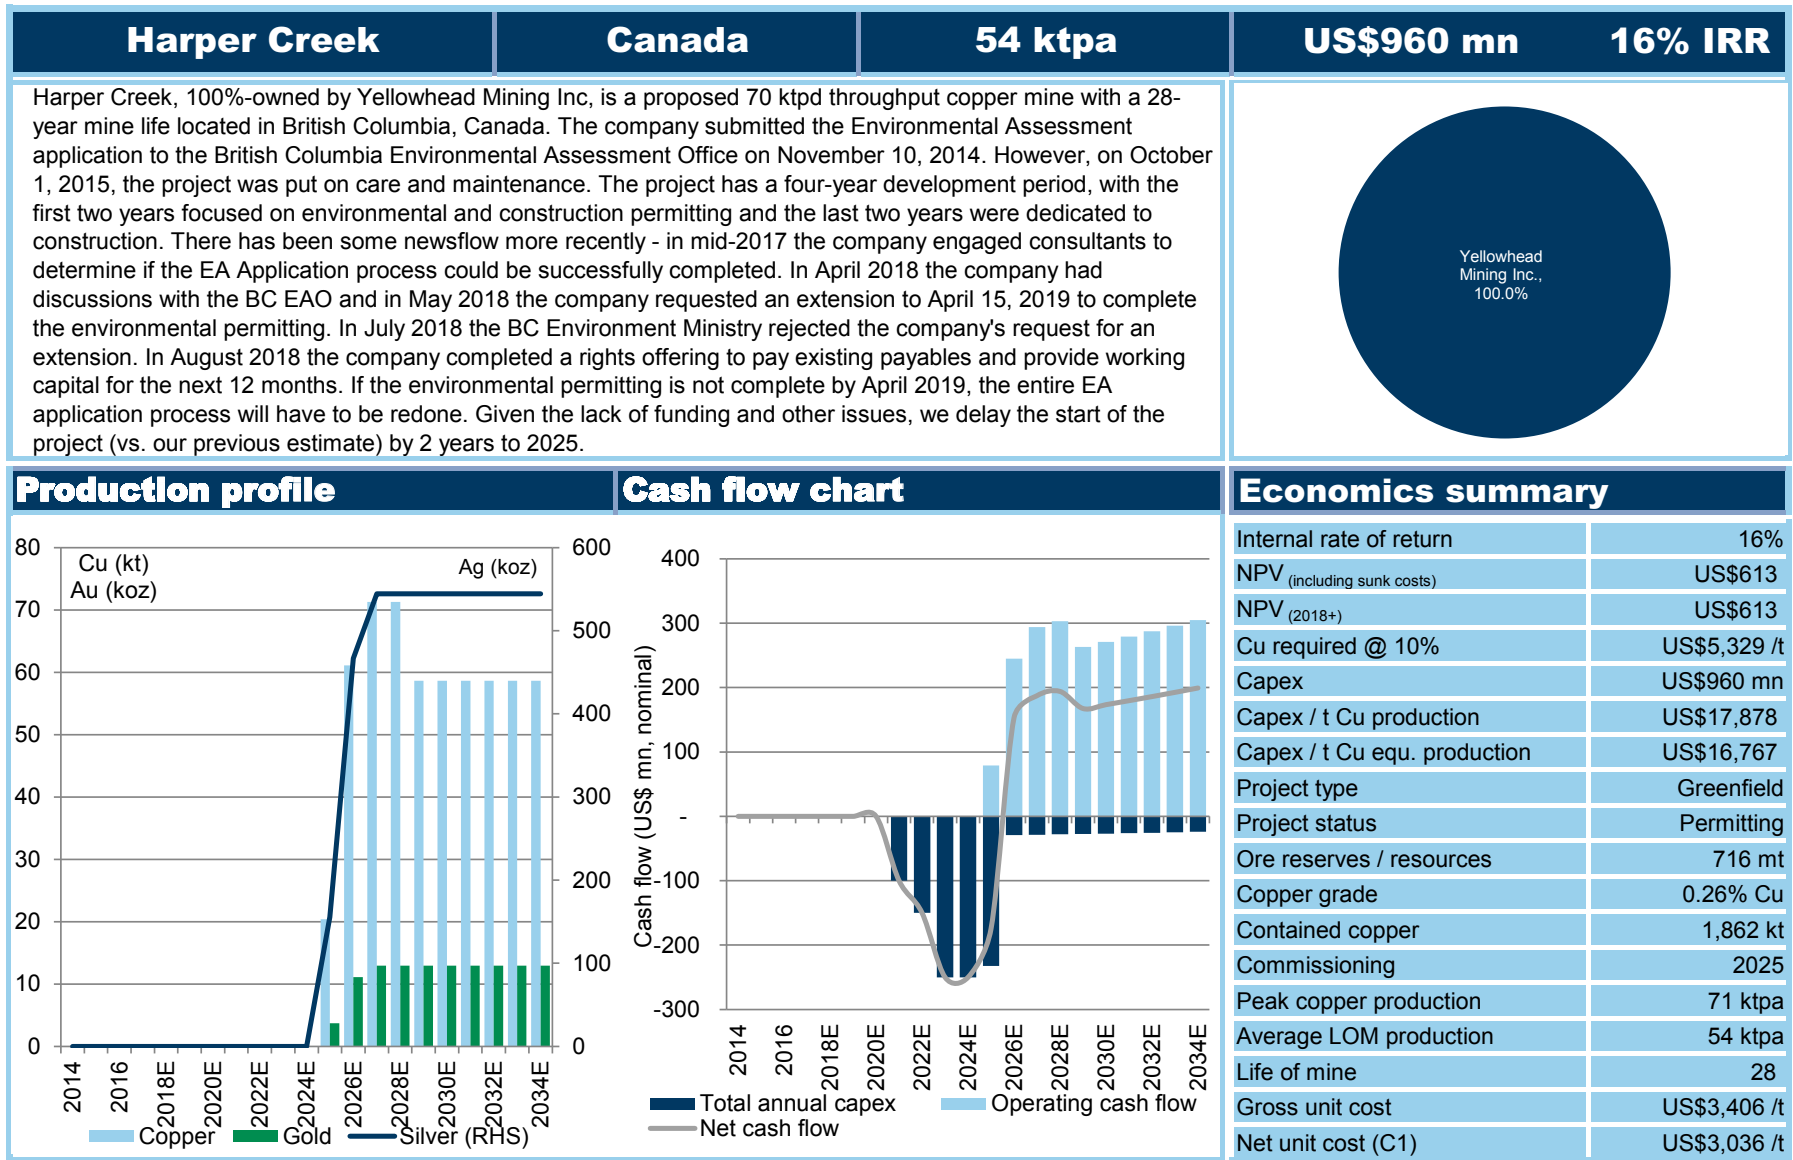 Harper Creek
Canada
54 ktpa
US$960 mn
16% IRR
Harper Creek, 100%-owned by Yellowhead Mining Inc, is a proposed 70 ktpd throughput copper mine with a 28-
year mine life located in British Columbia, Canada. The company submitted the Environmental Assessment
application to the British Columbia Environmental Assessment Office on November 10, 2014. However, on October
1, 2015, the project was put on care and maintenance. The project has a four-year development period, with the
first two years focused on environmental and construction permitting and the last two years were dedicated to
construction. There has been some newsflow more recently - in mid-2017 the company engaged consultants to
determine if the EA Application process could be successfully completed. In April 2018 the company had
discussions with the BC EAO and in May 2018 the company requested an extension to April 15, 2019 to complete
the environmental permitting. In July 2018 the BC Environment Ministry rejected the company's request for an
extension. In August 2018 the company completed a rights offering to pay existing payables and provide working
capital for the next 12 months. If the environmental permitting is not complete by April 2019, the entire EA
application process will have to be redone. Given the lack of funding and other issues, we delay the start of the
project (vs. our previous estimate) by 2 years to 2025.
Yellowhead
Mining Inc.,
100.0%
Production profile
80
70
60
50
40
30
20
10
0
Cu (kt)
Au (koz)
Ag (koz)
600
500
400
300
200
100
0
2014
2016
2018E
2020E
2022E
2024E
2026E
2028E
2030E
2032E
2034E
Copper
Gold
Silver (RHS)
Cash flow chart
Cash flow (US$ mn, nominal)
400
300
200
100
-
-100
-200
-300
2014
2016
2018E
2020E
2022E
2024E
2026E
2028E
2030E
2032E
2034E
Total annual capex
Operating cash flow
Net cash flow
Economics summary
Internal rate of return 16%
NPV (including sunk costs) US$613
NPV (2018+) US$613
Cu required @ 10% US$5,329 /t
Capex US$960 mn
Capex / t Cu production US$17,878
Capex / t Cu equ. production US$16,767
Project type Greenfield
Project status Permitting
Ore reserves / resources 716 mt
Copper grade 0.26% Cu
Contained copper 1,862 kt
Commissioning 2025
Peak copper production 71 ktpa
Average LOM production 54 ktpa
Life of mine 28
Gross unit cost US$3,406 /t
Net unit cost (C1) US$3,036 /t